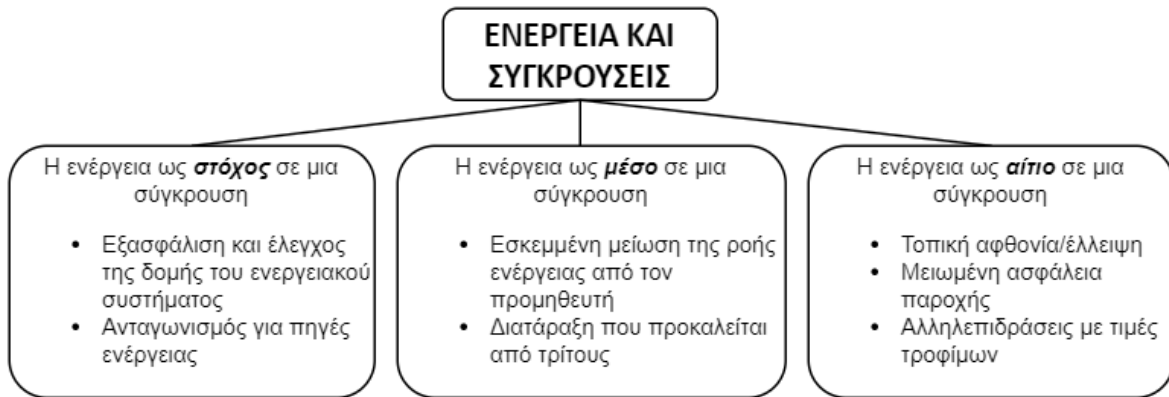 ΕΝΕΡΓΕΙΑ ΚΑΙ
ΣΥΓΚΡΟΥΣΕΙΣ
Η ενέργεια ως στόχος σε μια
σύγκρουση
• Εξασφάλιση και έλεγχος
της δομής του ενεργειακού
συστήματος
• Ανταγωνισμός για πηγές
ενέργειας
Η ενέργεια ως μέσο σε μια
σύγκρουση
• Εσκεμμένη μείωση της ροής
ενέργειας από τον
προμηθευτή
• Διατάραξη που προκαλείται
από τρίτους
Η ενέργεια ως αίτιο σε μια
σύγκρουση
• Τοπική αφθονία/έλλειψη
• Μειωμένη ασφάλεια
παροχής
• Αλληλεπιδράσεις με τιμές
τροφίμων